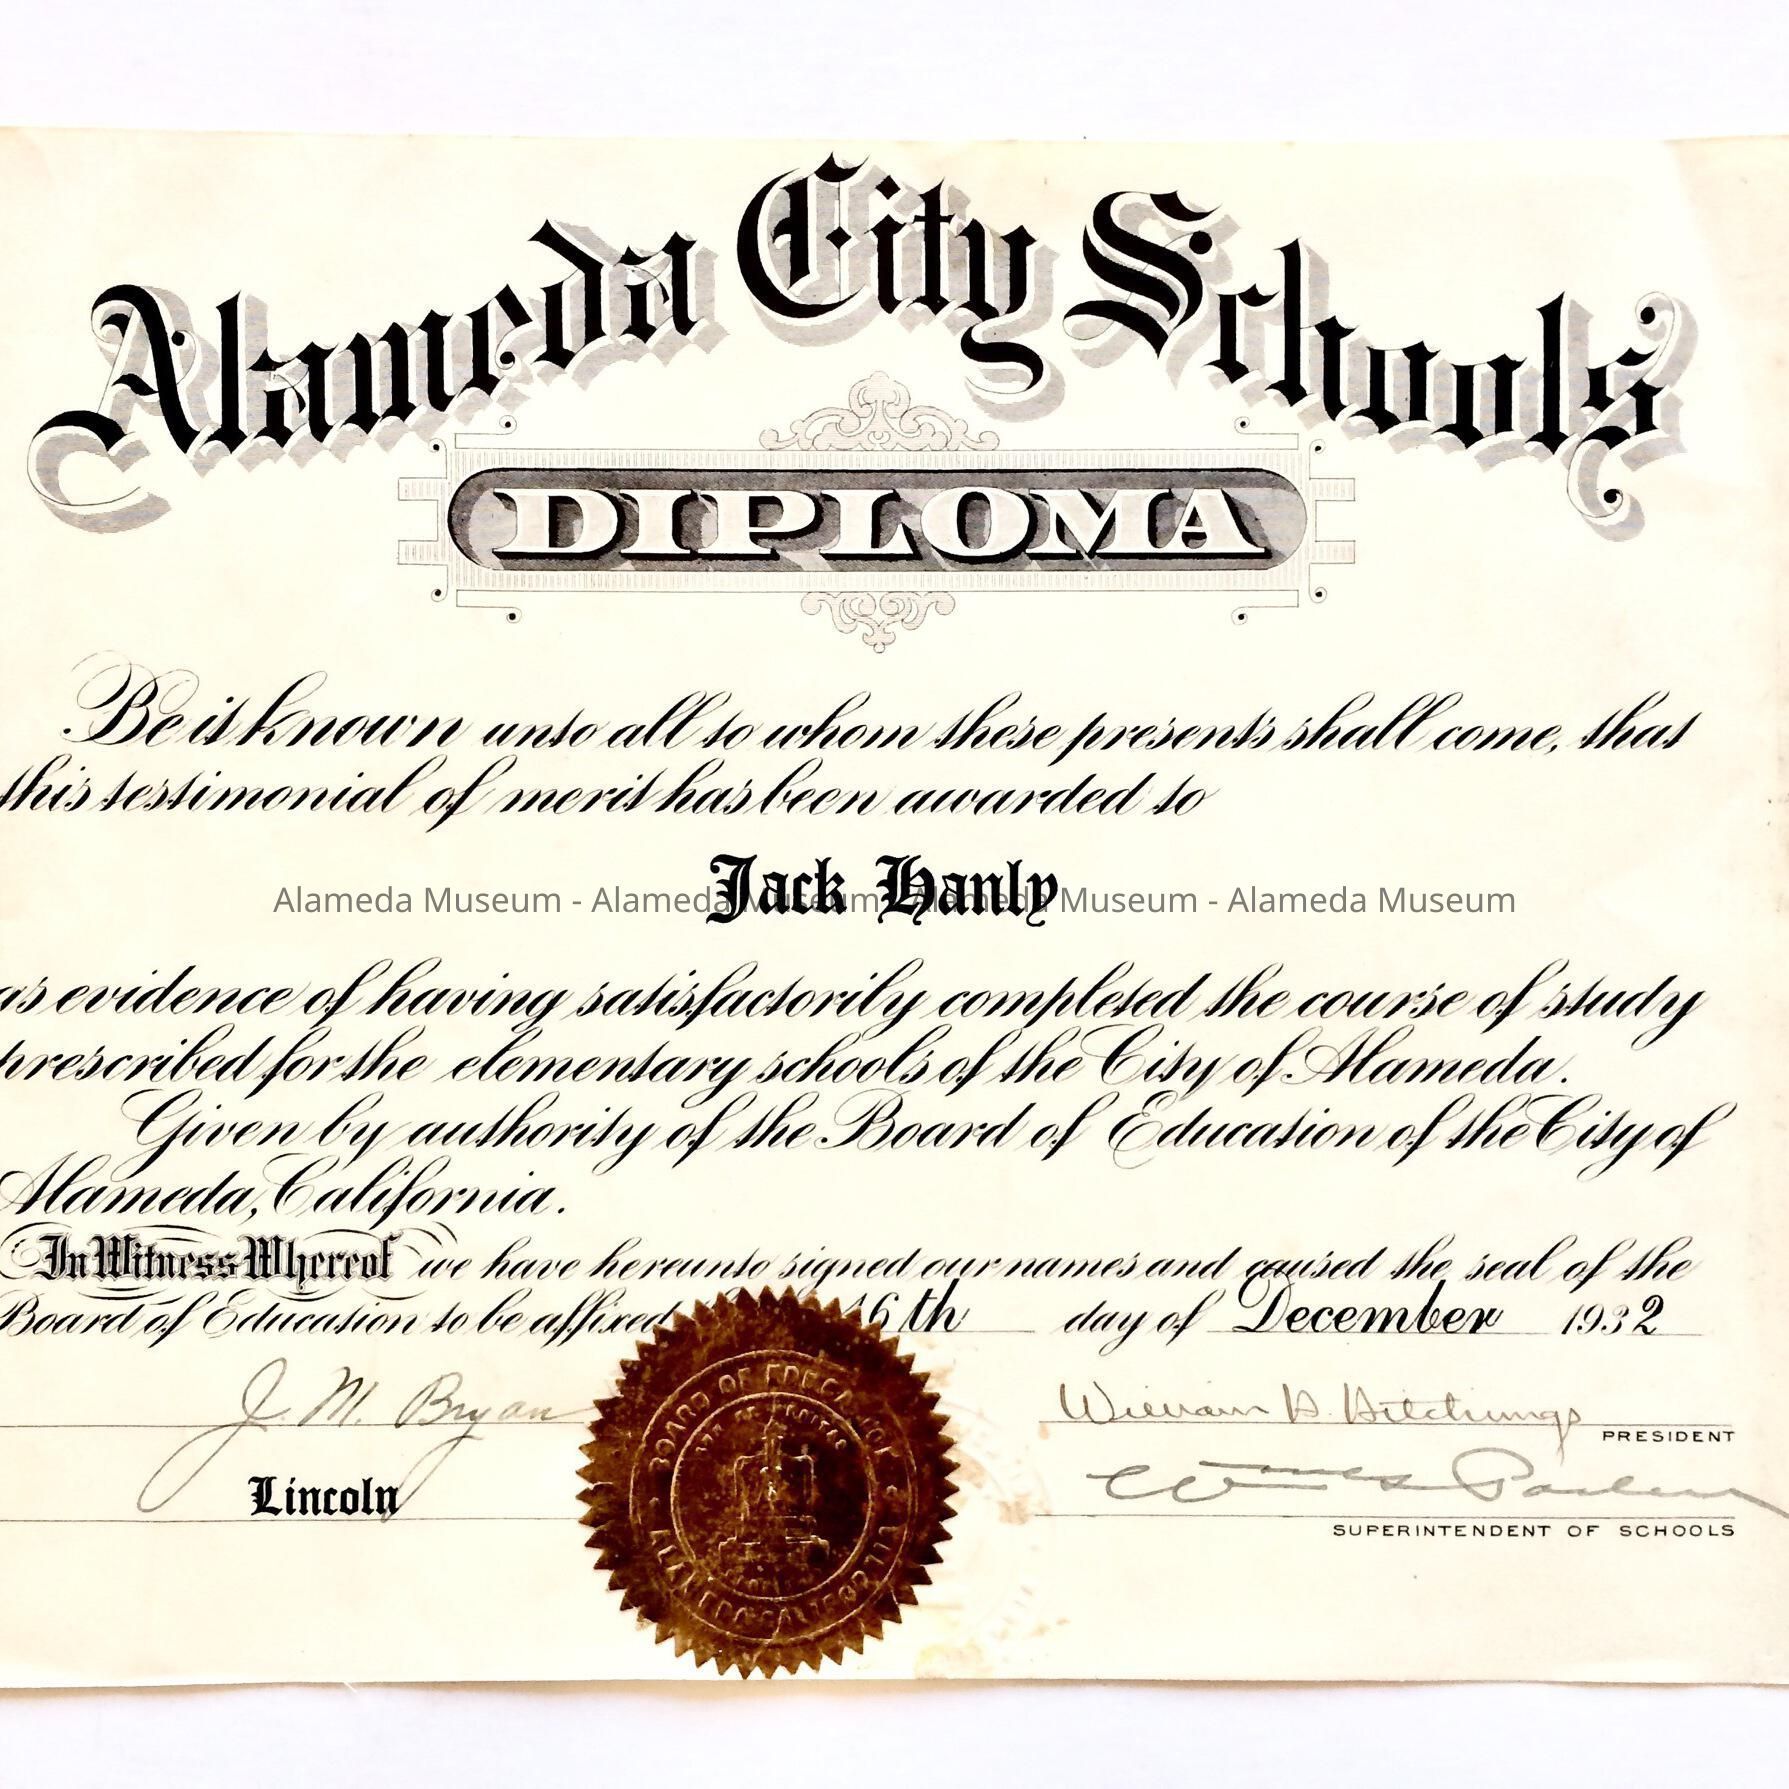 Alameda City Schools
DIPLOMA
Be it known unto all to whom these presents shall come, that
this testimonial of merit has been awarded to
Jack Hanly
Alameda Museum - Alameda Museum - Alameda Museum - Alameda Museum
as evidence of having satisfactorily completed the course of study
prescribed for the elementary schools of the City of Alameda.
Given by authority of the Board of Education of the City of
Alameda, California.
In Witness Whereof we have hereunto signed our names and caused the seal of the
Board of Education to be affixed 16th day of December 1932
J. M. Bryan
William H. Hitchings
PRESIDENT
Lincoln
SUPERINTENDENT OF SCHOOLS
BOARD OF EDUCATION